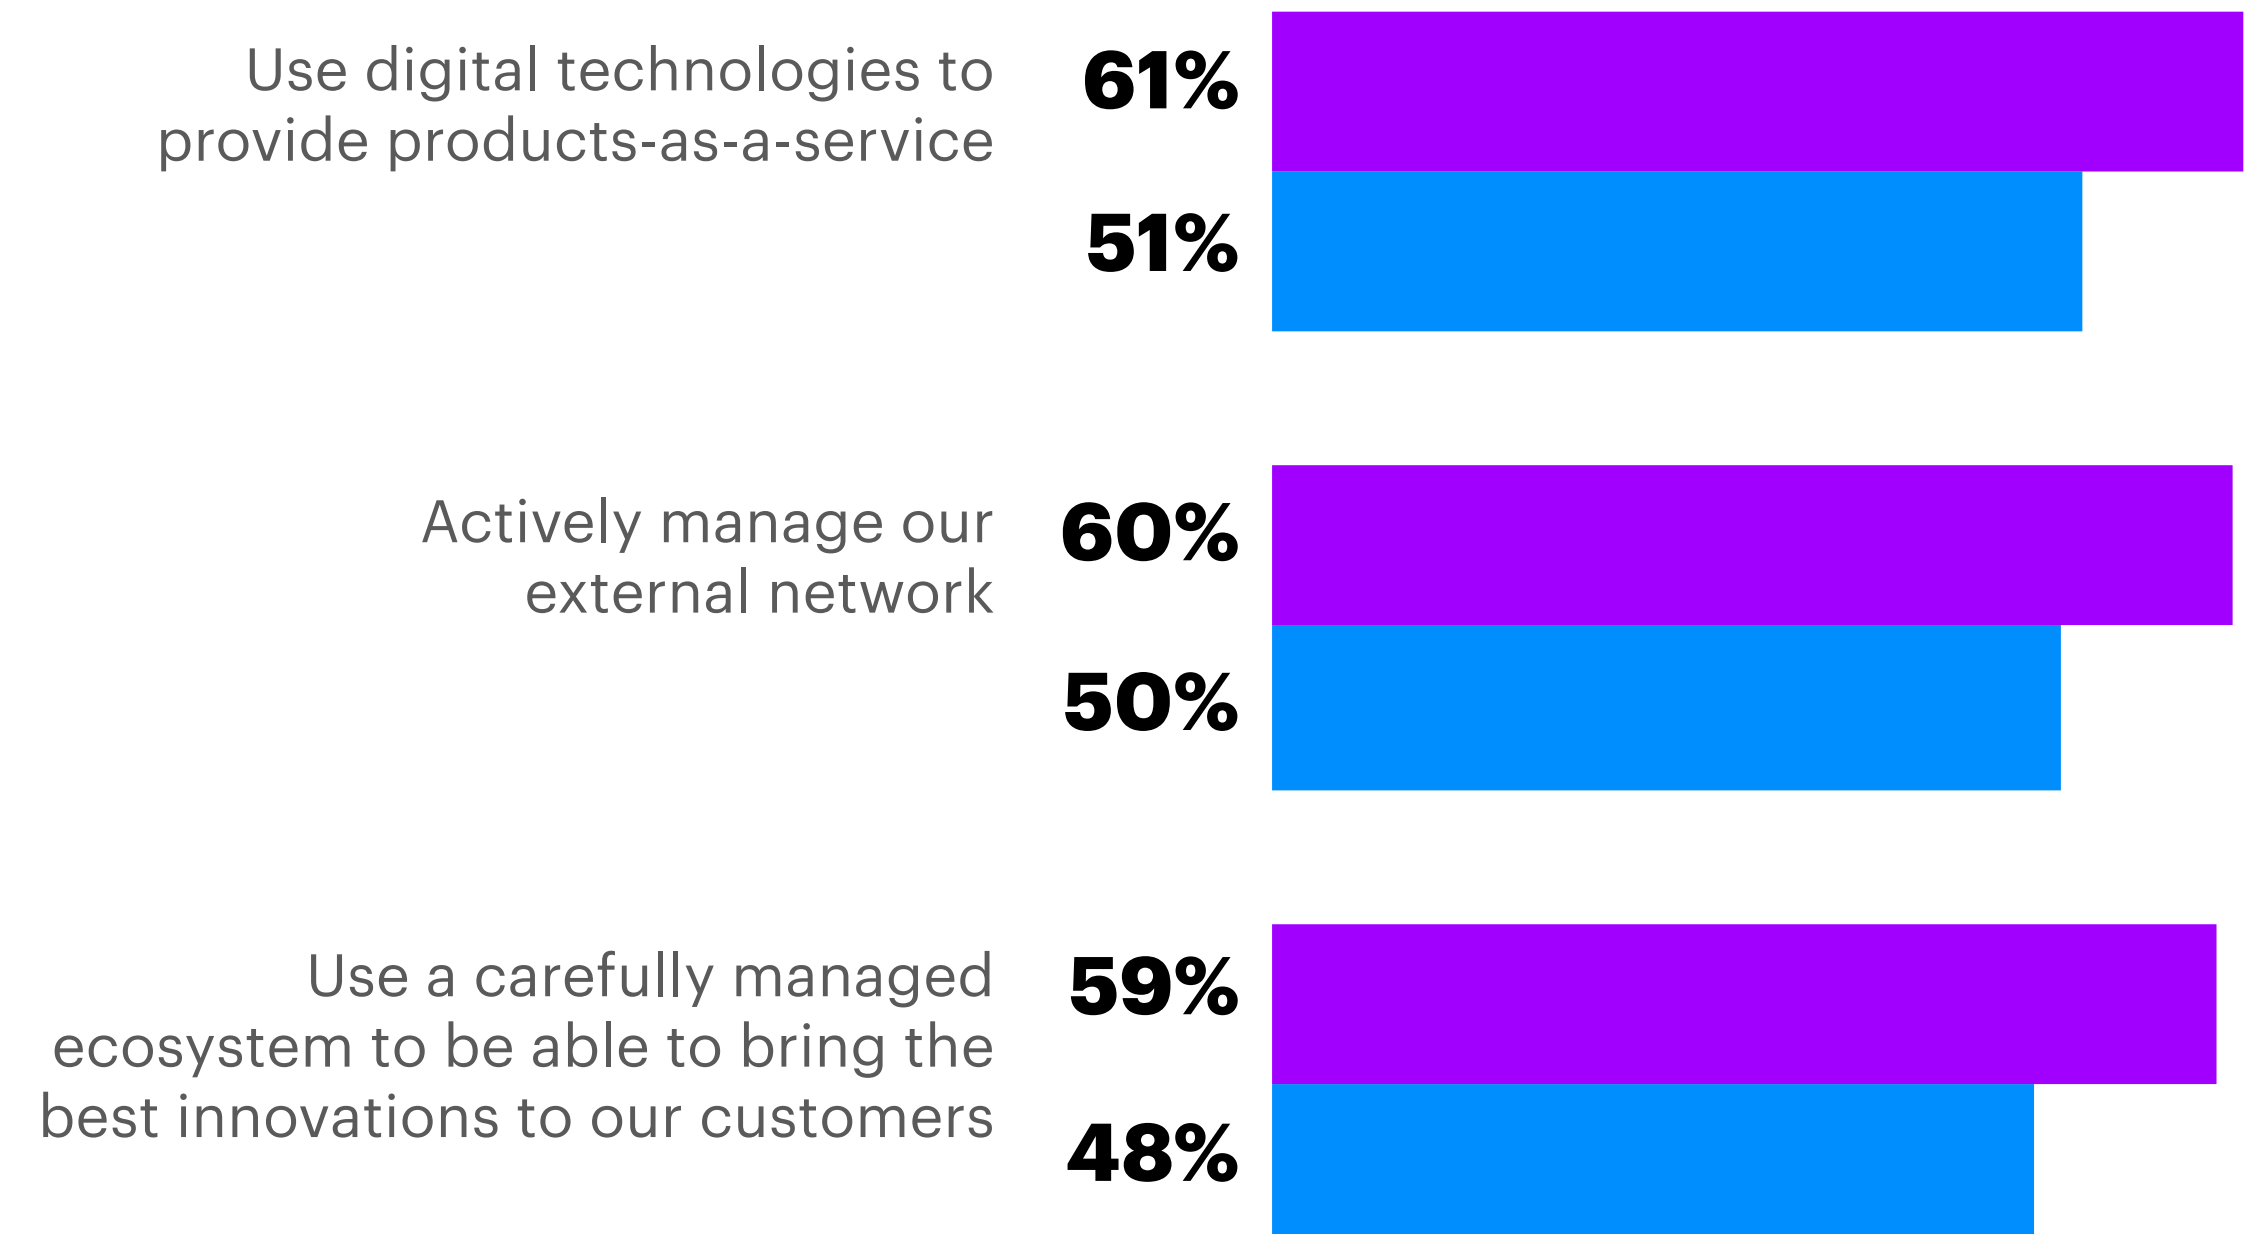 Use digital technologies to
provide products-as-a-service
61%
51%
Actively manage our
external network
60%
50%
Use a carefully managed
ecosystem to be able to bring the
best innovations to our customers
59%
48%